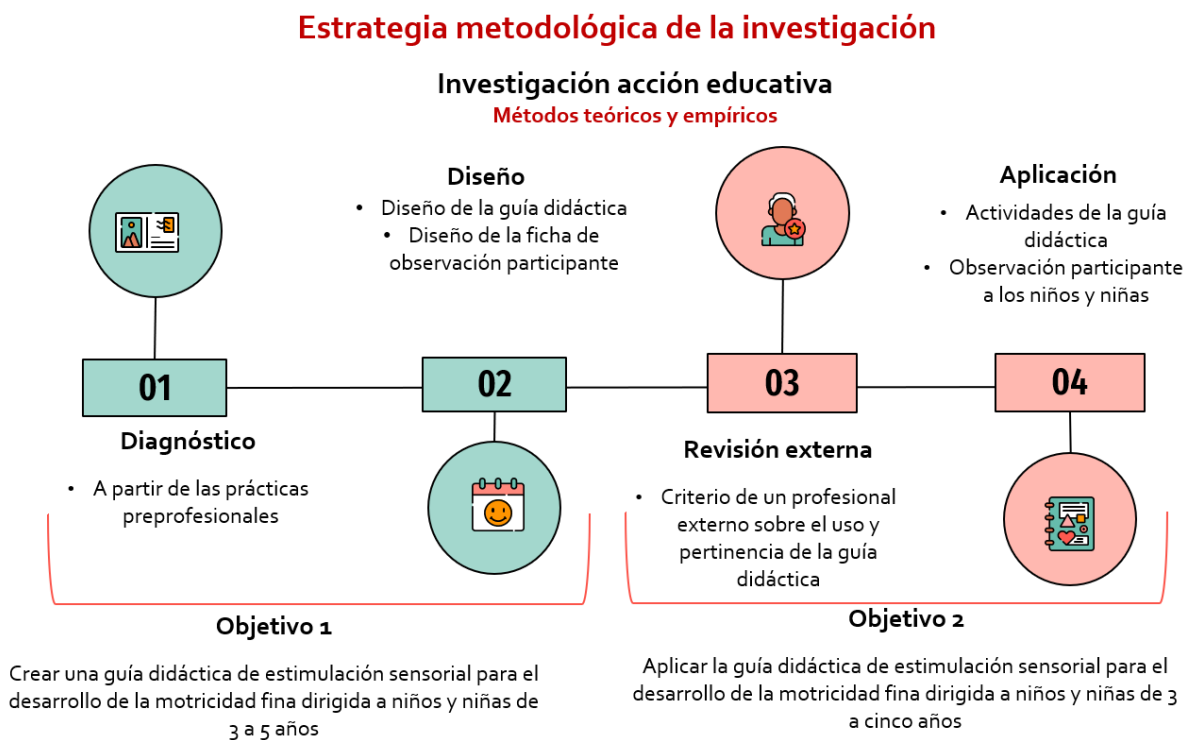 Estrategia metodológica de la investigación
Investigación acción educativa
Métodos teóricos y empíricos
01
Diagnóstico
• A partir de las prácticas
preprofesionales
Diseño
• Diseño de la guía didáctica
• Diseño de la ficha de
observación participante
02
03
Revisión externa
• Criterio de un profesional
externo sobre el uso y
pertinencia de la guía
didáctica
Aplicación
• Actividades de la guía
didáctica
• Observación participante
a los niños y niñas
04
Objetivo 1
Crear una guía didáctica de estimulación sensorial para el
desarrollo de la motricidad fina dirigida a niños y niñas de
3 a 5 años
Objetivo 2
Aplicar la guía didáctica de estimulación sensorial para el
desarrollo de la motricidad fina dirigida a niños y niñas de 3
a cinco años